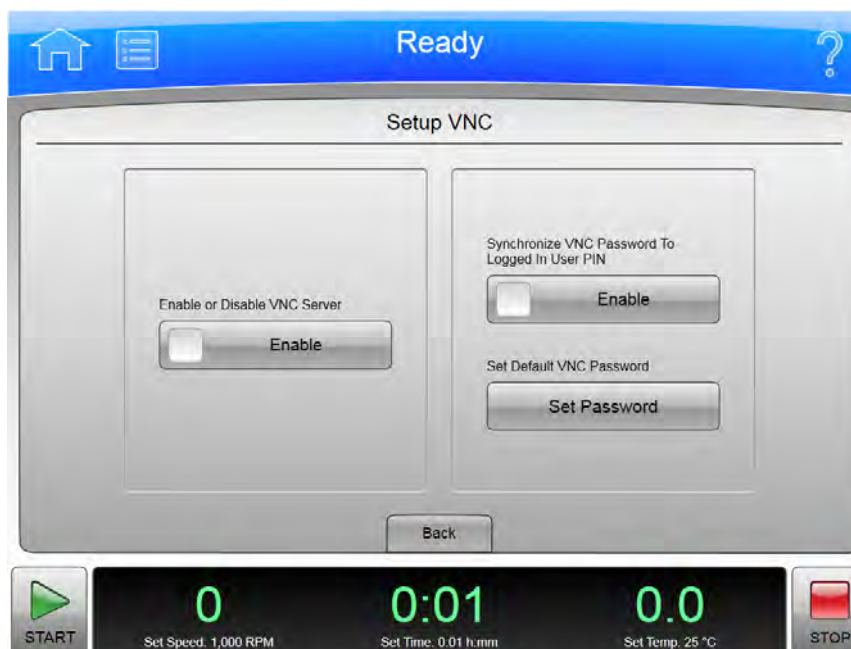 Ready
?
Setup VNC
Enable or Disable VNC Server
Enable
Synchronize VNC Password To
Logged In User PIN
Enable
Set Default VNC Password
Set Password
Back
START
0
Set Speed. 1,000 RPM
0:01
Set Time. 0.01 h:mm
0.0
Set Temp. 25 °C
STOP